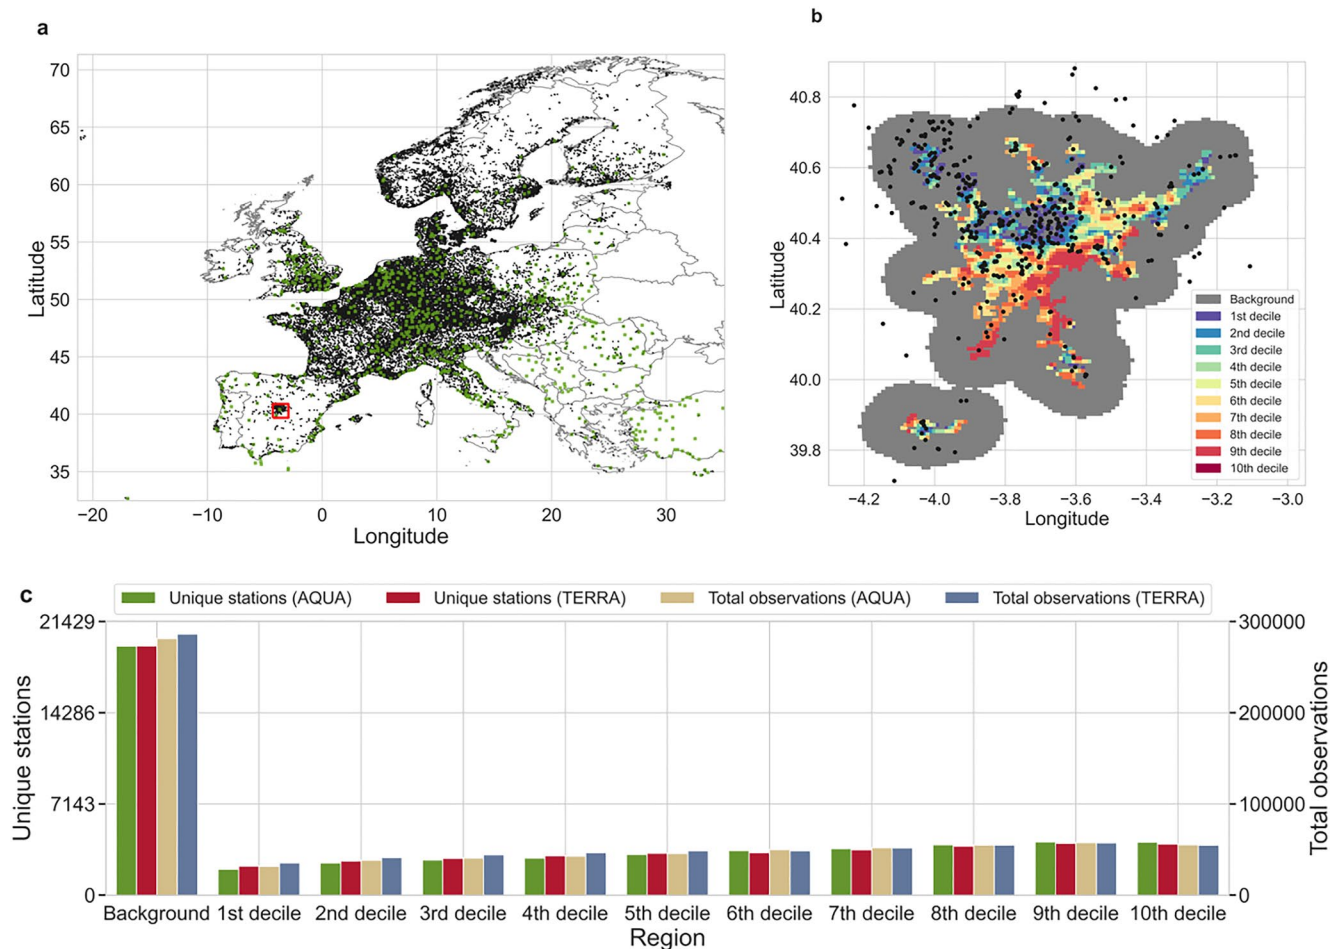 a
70
65
60
55
50
45
40
35
Latitude
−20 −10 0 10 20 30
Longitude
b
40.8
40.6
40.4
40.2
40.0
39.8
Latitude
Background
1st decile
2nd decile
3rd decile
4th decile
5th decile
6th decile
7th decile
8th decile
9th decile
10th decile
−4.2 −4.0 −3.8 −3.6 −3.4 −3.2 −3.0
Longitude
c
Unique stations (AQUA) Unique stations (TERRA) Total observations (AQUA) Total observations (TERRA)
21429
14286
7143
0
Unique stations
300000
200000
100000
0
Total observations
Background 1st decile 2nd decile 3rd decile 4th decile 5th decile 6th decile 7th decile 8th decile 9th decile 10th decile
Region